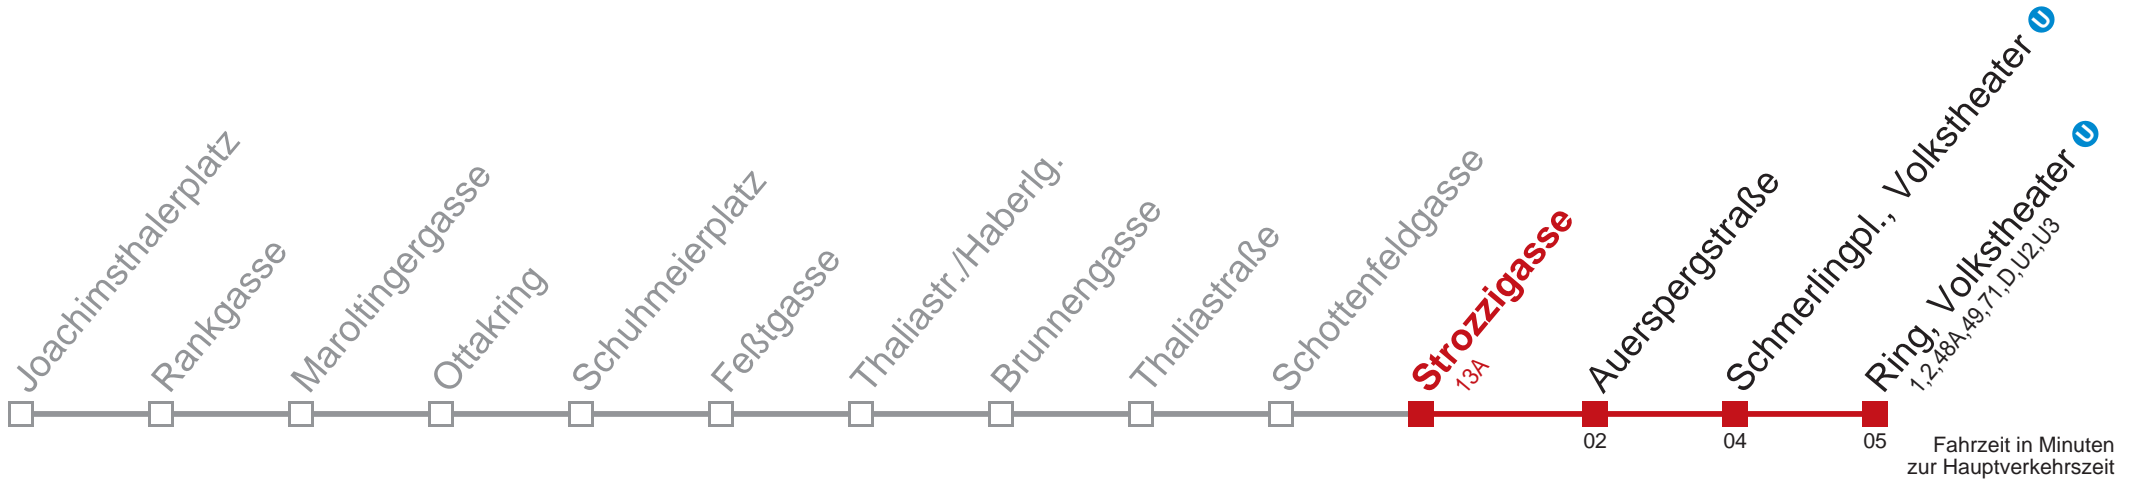 Joachimsthalerplatz
Rankgasse
Maroltingergasse
Ottakring
Schuhmeierplatz
Feßtgasse
Thaliastr./Haberlg.
Brunnengasse
Thaliastraße
Schottenfeldgasse
Strozzigasse
13A
Auerspergstraße
Schmerlingpl., Volkstheater U
Ring, Volkstheater U
1,2,48A,49,71,D,U2,U3
02
04
05
Fahrzeit in Minuten
zur Hauptverkehrszeit